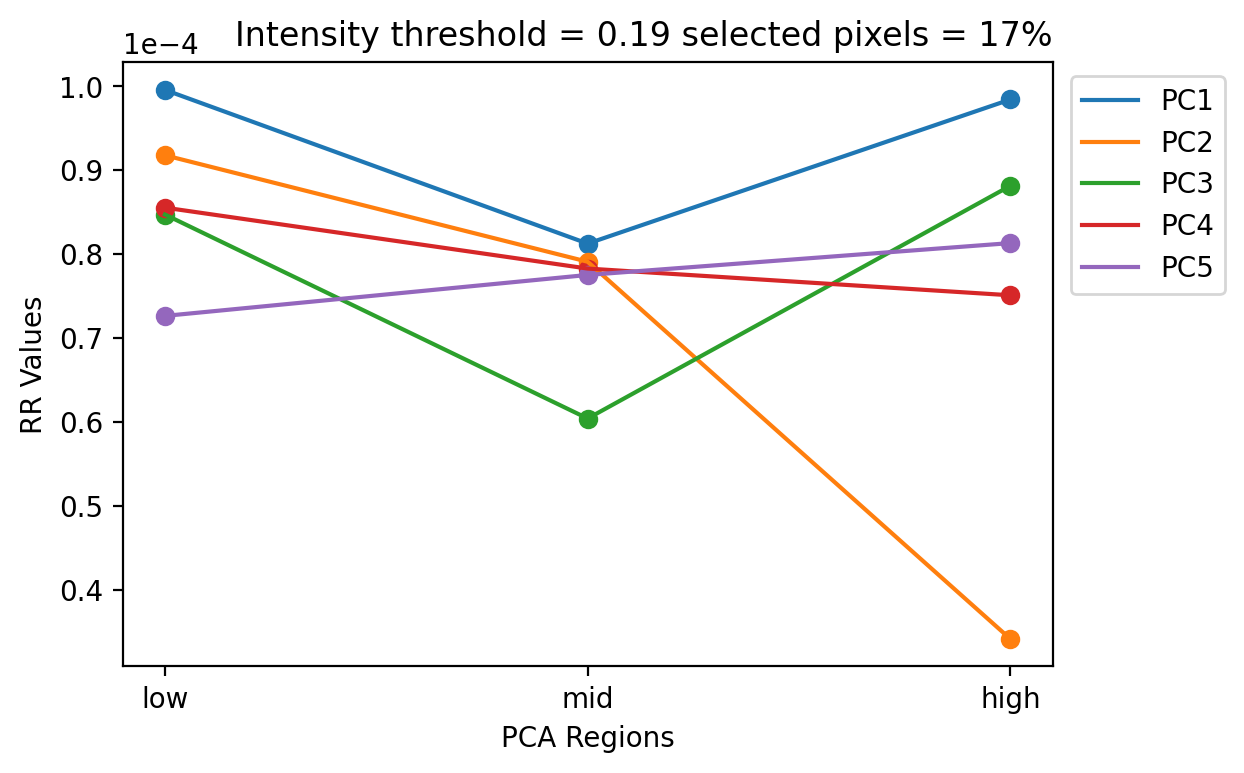 Intensity threshold = 0.19 selected pixels = 17%
1e−4
1.0
0.9
0.8
0.7
0.6
0.5
0.4
RR Values
low
mid
high
PCA Regions
PC1
PC2
PC3
PC4
PC5